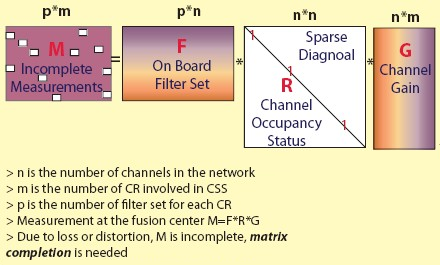 p*m p*n n*n n*m
M
Incomplete
Measurements
=
F
On Board
Filter Set
*
1
Sparse
Diagnoal
1
R
Channel
Occupancy
Status
1
*
G
Channel
Gain
> n is the number of channels in the network
> m is the number of CR involved in CSS
> p is the number of filter set for each CR
> Measurement at the fusion center M=F*R*G
> Due to loss or distortion, M is incomplete, matrix
completion is needed